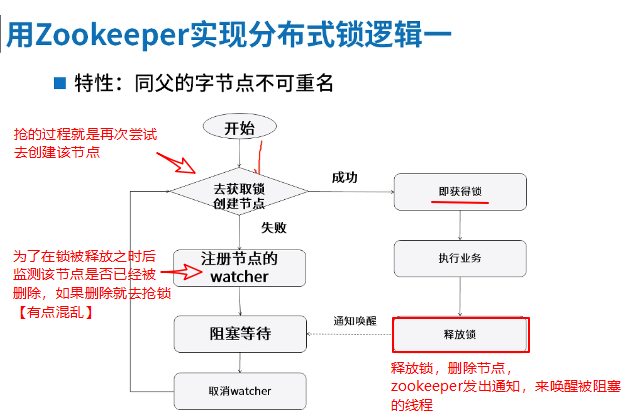 用Zookeeper实现分布式锁逻辑一
特性：同父的字节点不可重名
抢的过程就是再次尝试
去创建该节点
开始
去获取锁
创建节点
成功
即获得锁
失败
为了在锁被释放之时后
监测该节点是否已经被
删除，如果删除就去抢锁
【有点混乱】
注册节点的
watcher
执行业务
阻塞等待
通知唤醒
释放锁
取消watcher
释放锁，删除节点，
zookeeper发出通知，来唤醒被阻塞
的线程